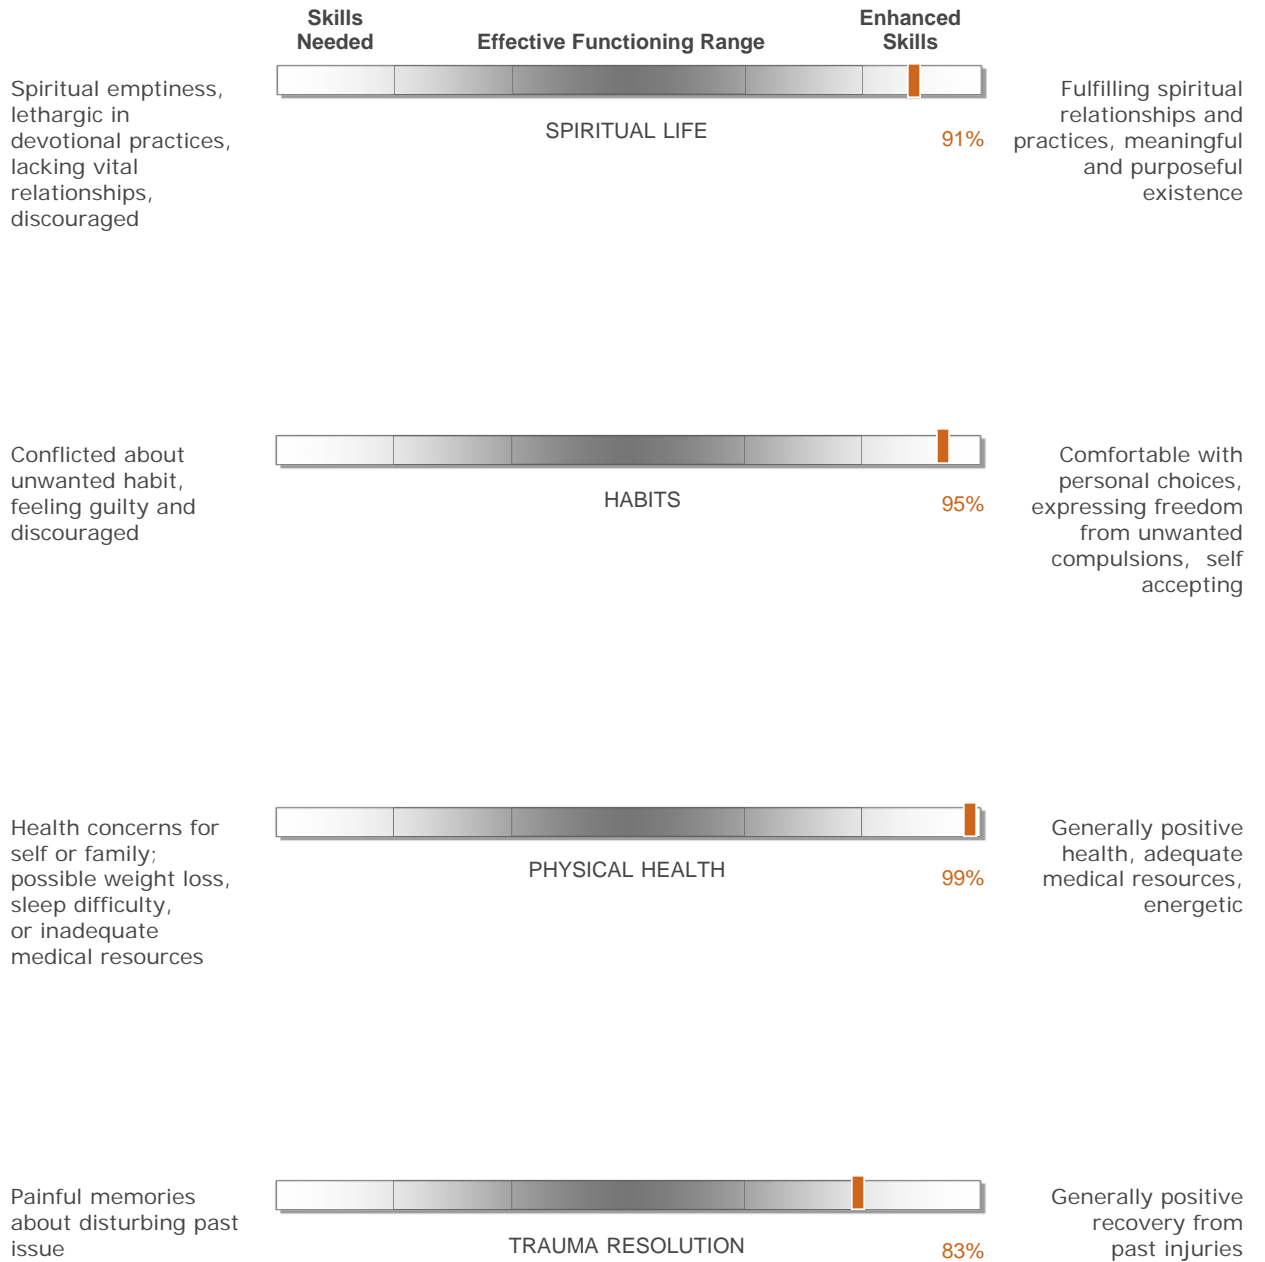 Skills
Needed
Effective Functioning Range
Enhanced
Skills
Spiritual emptiness,
lethargic in
devotional practices,
lacking vital
relationships,
discouraged
SPIRITUAL LIFE
91%
Fulfilling spiritual
relationships and
practices, meaningful
and purposeful
existence
Conflicted about
unwanted habit,
feeling guilty and
discouraged
HABITS
95%
Comfortable with
personal choices,
expressing freedom
from unwanted
compulsions, self
accepting
Health concerns for
self or family;
possible weight loss,
sleep difficulty,
or inadequate
medical resources
PHYSICAL HEALTH
99%
Generally positive
health, adequate
medical resources,
energetic
Painful memories
about disturbing past
issue
TRAUMA RESOLUTION
83%
Generally positive
recovery from
past injuries